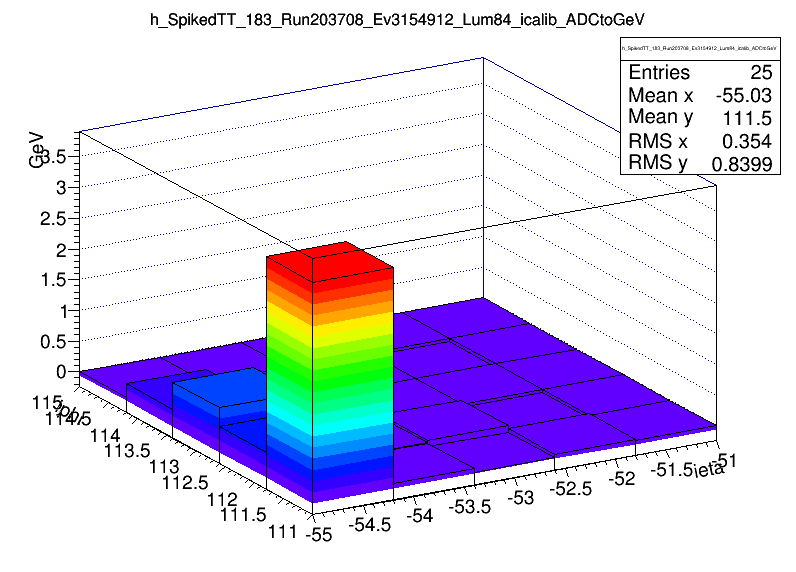 h_SpikedTT_183_Run203708_Ev3154912_Lum84_icalib_ADCtoGeV
h_SpikedTT_183_Run203708_Ev3154912_Lum84_icalib_ADCtoGeV
Entries 25
Mean x -55.03
Mean y 111.5
RMS x 0.354
RMS y 0.8399
GeV
3.5
3
2.5
2
1.5
1
0.5
0
115
114.5
114
113.5
113
112.5
112
111.5
111
iphi
-55
-54.5
-54
-53.5
-53
-52.5
-52
-51.5
-51
ieta